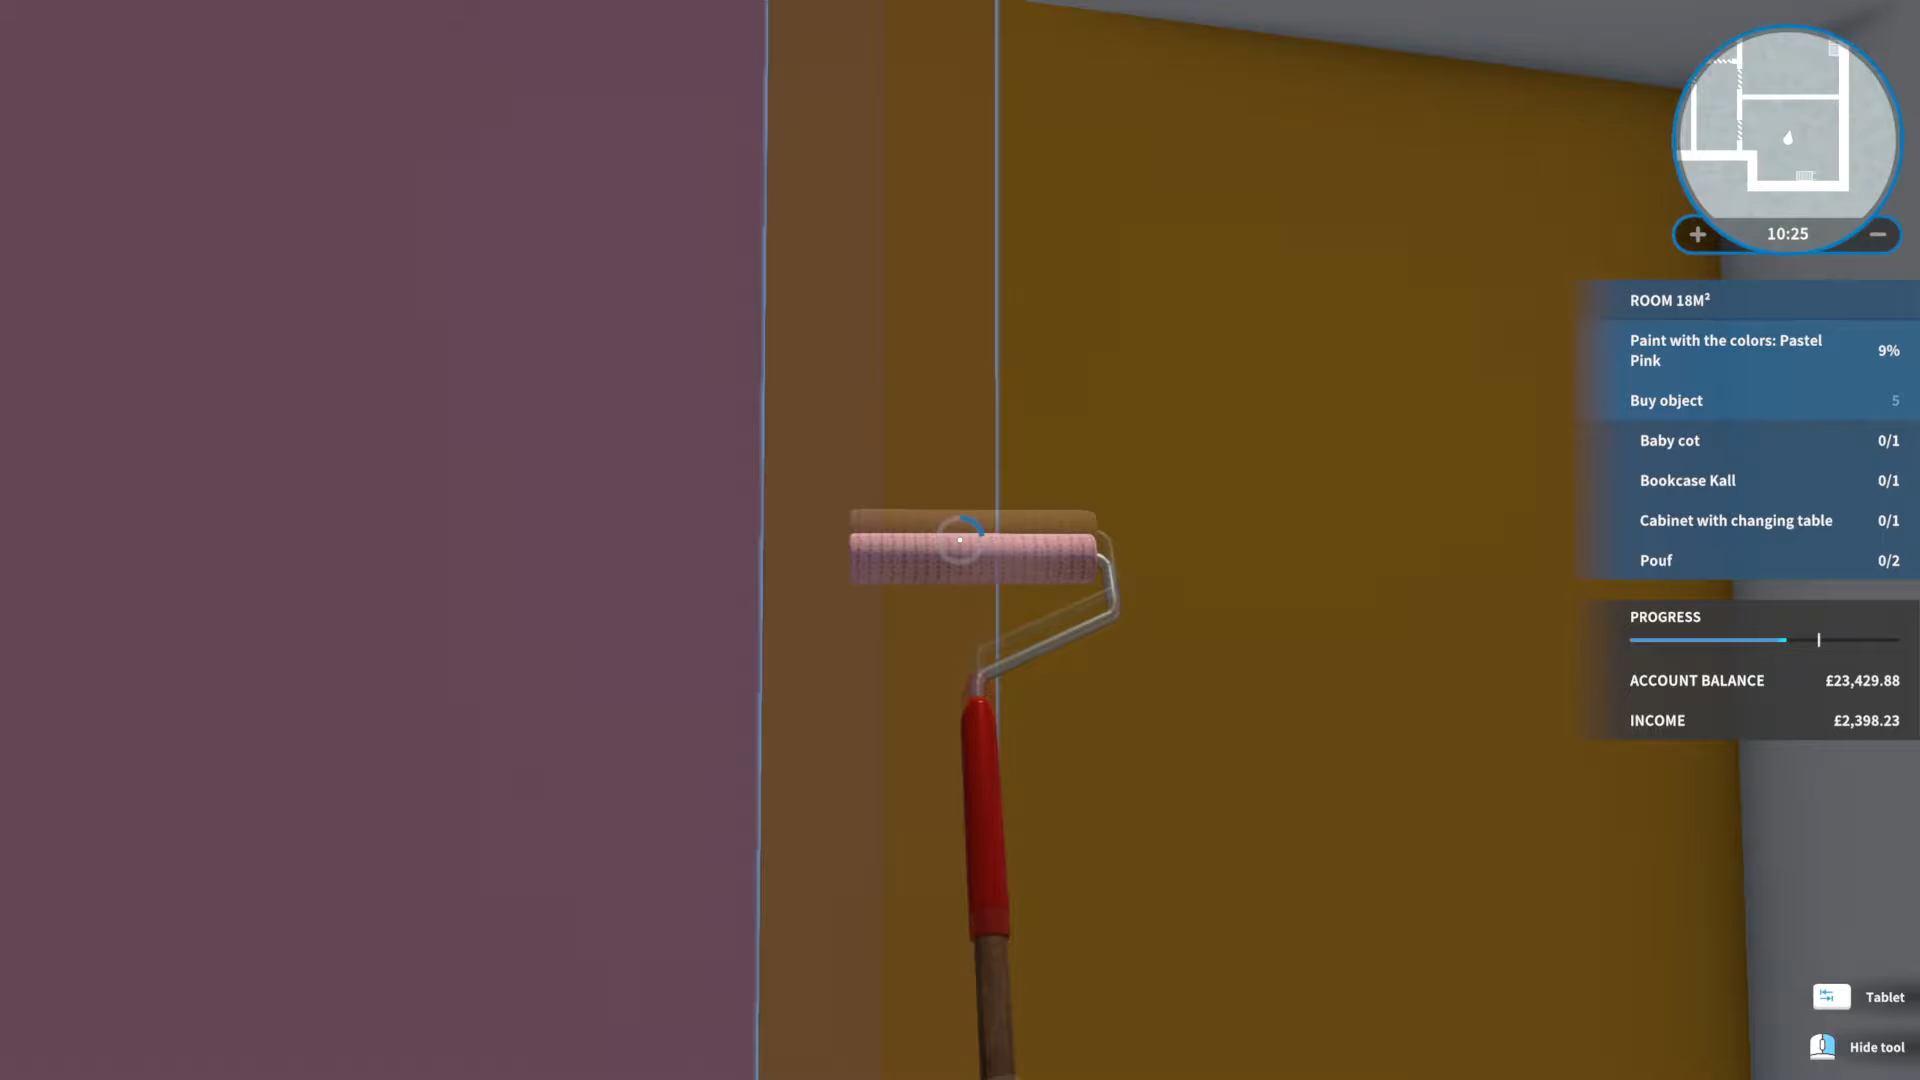 10:25
ROOM 18M²
Paint with the colors: Pastel
Pink
9%
Buy object 5
Baby cot 0/1
Bookcase Kall 0/1
Cabinet with changing table 0/1
Pouf 0/2
PROGRESS
ACCOUNT BALANCE £23,429.88
INCOME £2,398.23
Tablet
Hide tool